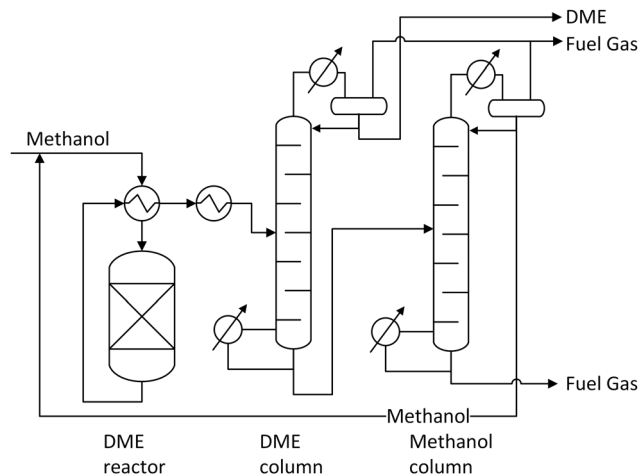 DME
Fuel Gas
Methanol
Fuel Gas
Methanol
DME
reactor
DME
column
Methanol
column